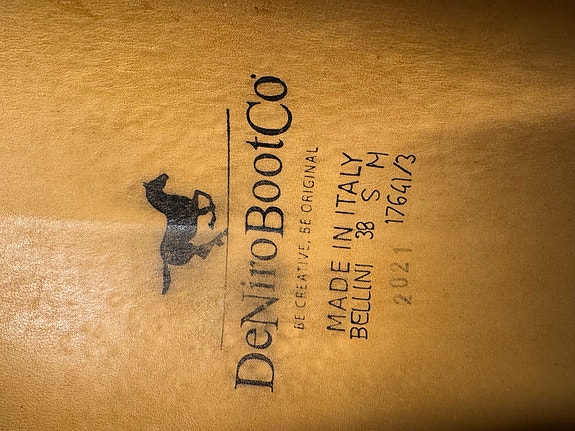 DeNiroBootCo
BE CREATIVE, BE ORIGINAL
MADE IN ITALY
BELLINI 38 S M
2021 17641/3